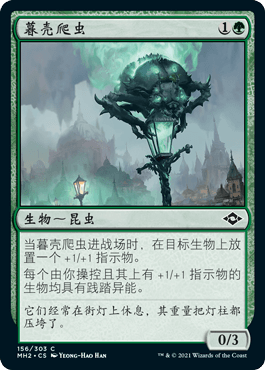 暮壳爬虫 1
生物～昆虫
当暮壳爬虫进战场时，在目标生物上放
置一个 +1/+1 指示物。
每个由你操控且其上有 +1/+1 指示物的
生物均具有践踏异能。
它们经常在街灯上休息，其重量把灯柱都
压垮了。
0/3
156/303 C
MH2 • CS Yeong-Hao Han
™ & © 2021 Wizards of the Coast